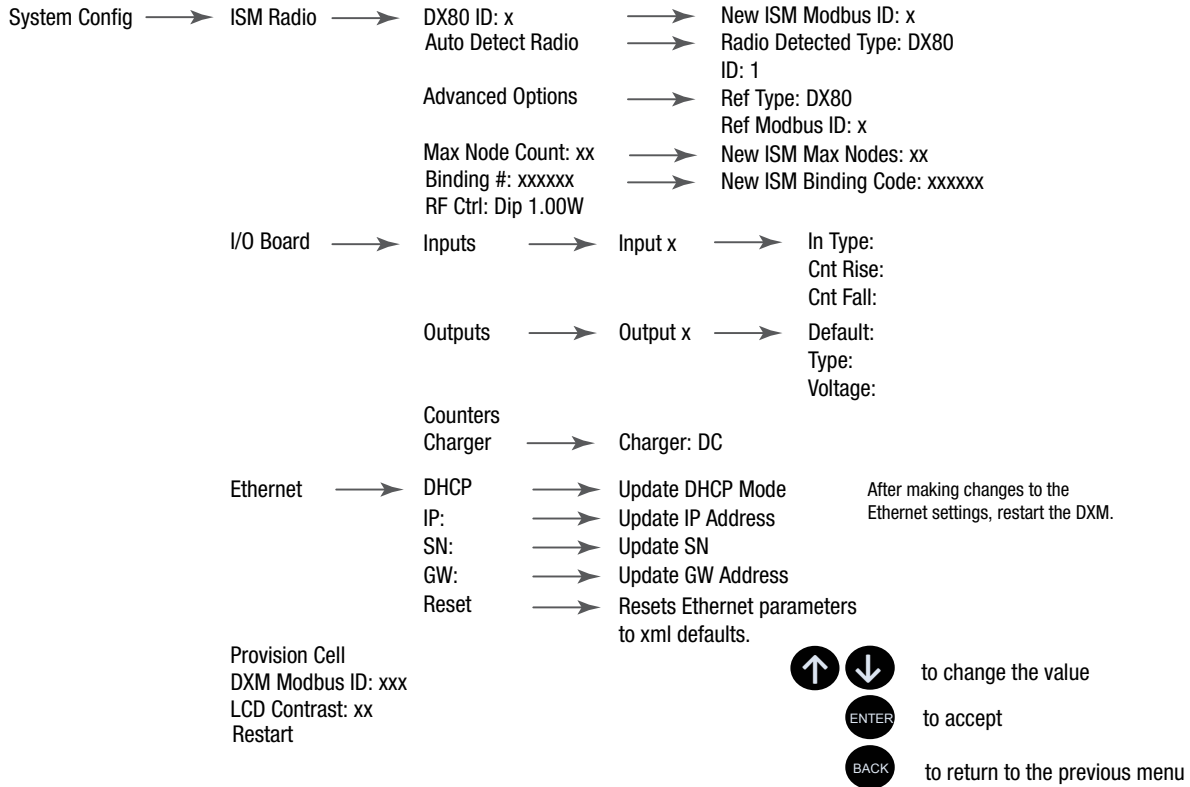 System Config ISM Radio DX80 ID: x New ISM Modbus ID: x
Auto Detect Radio Radio Detected Type: DX80
ID: 1
Advanced Options Ref Type: DX80
Ref Modbus ID: x
Max Node Count: xx New ISM Max Nodes: xx
Binding #: xxxxxx New ISM Binding Code: xxxxxx
RF Ctrl: Dip 1.00W
I/O Board Inputs Input x In Type:
Cnt Rise:
Cnt Fall:
Outputs Output x Default:
Type:
Voltage:
Counters
Charger Charger: DC
Ethernet DHCP Update DHCP Mode
IP: Update IP Address
SN: Update SN
GW: Update GW Address
Reset Resets Ethernet parameters
to xml defaults.
After making changes to the
Ethernet settings, restart the DXM.
Provision Cell
DXM Modbus ID: xxx
LCD Contrast: xx
Restart
to change the value
ENTER to accept
BACK to return to the previous menu